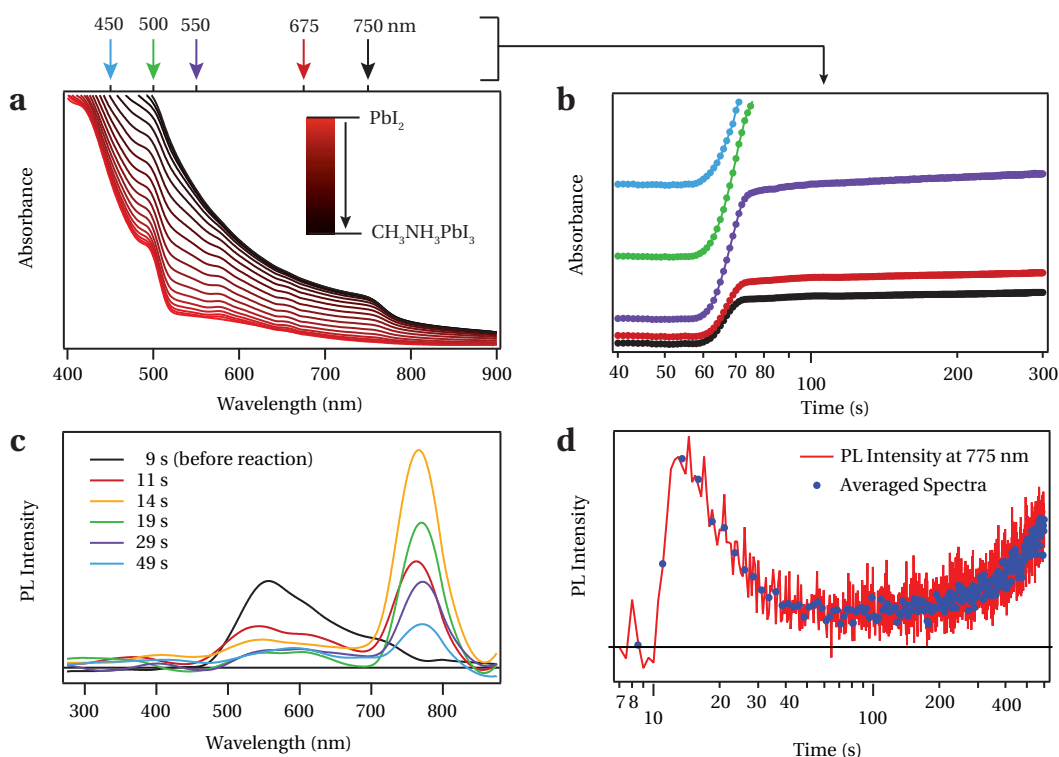 450 500 550 675 750 nm
a
PbI₂
CH₃NH₃PbI₃
Absorbance
400 500 600 700 800 900
Wavelength (nm)
b
Absorbance
40 50 60 70 80 100 200 300
Time (s)
c
9 s (before reaction)
11 s
14 s
19 s
29 s
49 s
PL Intensity
300 400 500 600 700 800
Wavelength (nm)
d
PL Intensity at 775 nm
Averaged Spectra
PL Intensity
7 8 10 20 30 40 100 200 400
Time (s)